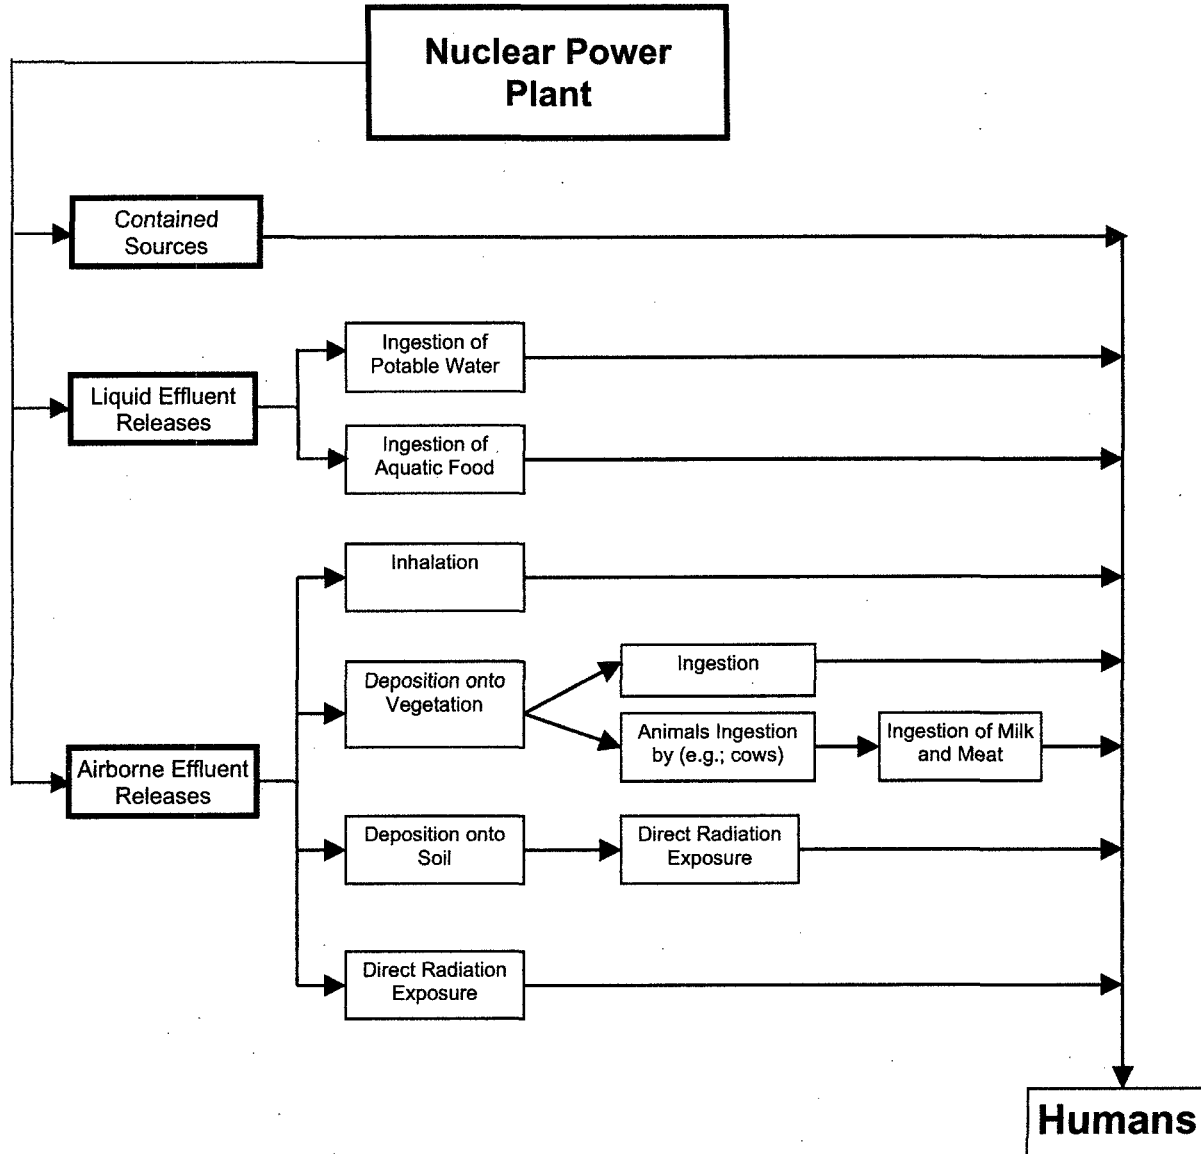 Nuclear Power
Plant
Contained
Sources
Ingestion of
Potable Water
Liquid Effluent
Releases
Ingestion of
Aquatic Food
Inhalation
Deposition onto
Vegetation
Ingestion
Animals Ingestion
by (e.g.; cows)
Ingestion of Milk
and Meat
Airborne Effluent
Releases
Deposition onto
Soil
Direct Radiation
Exposure
Direct Radiation
Exposure
Humans